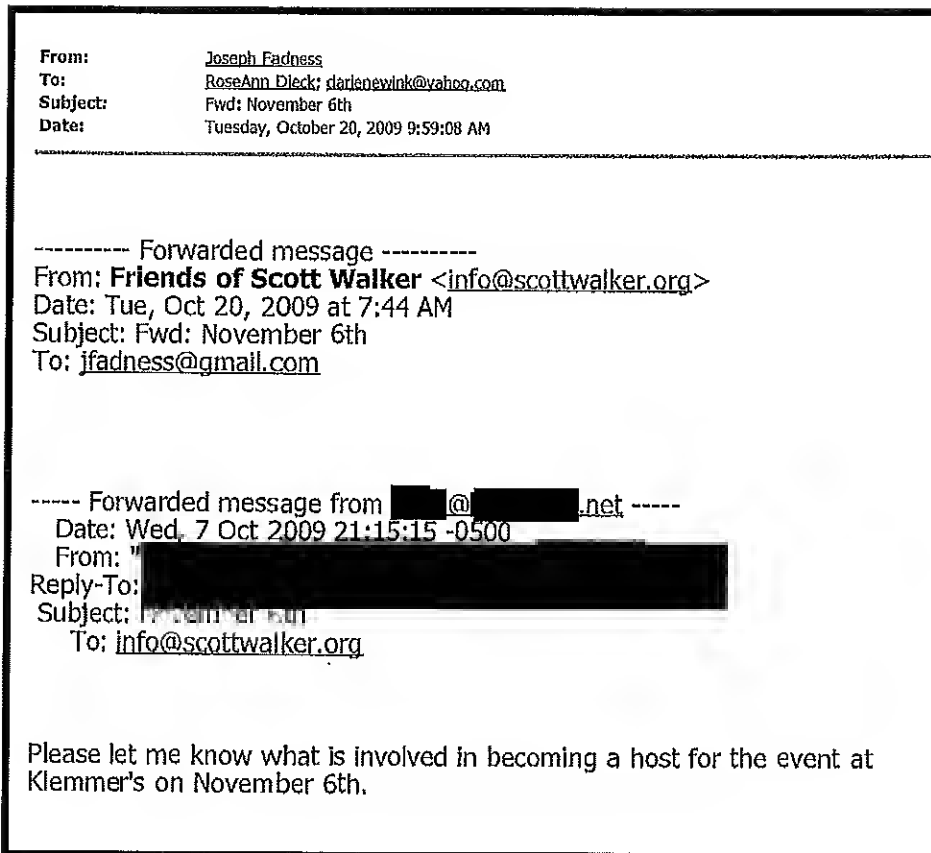 From: Joseph Fadness
To: RoseAnn Dieck; darlenewink@yahoo.com
Subject: Fwd: November 6th
Date: Tuesday, October 20, 2009 9:59:08 AM
---------- Forwarded message ----------
From: Friends of Scott Walker <info@scottwalker.org>
Date: Tue, Oct 20, 2009 at 7:44 AM
Subject: Fwd: November 6th
To: jfadness@gmail.com
----- Forwarded message from @ .net -----
Date: Wed, 7 Oct 2009 21:15:15 -0500
From: "
Reply-To:
Subject: November 6th
To: info@scottwalker.org
Please let me know what is involved in becoming a host for the event at
Klemmer's on November 6th.